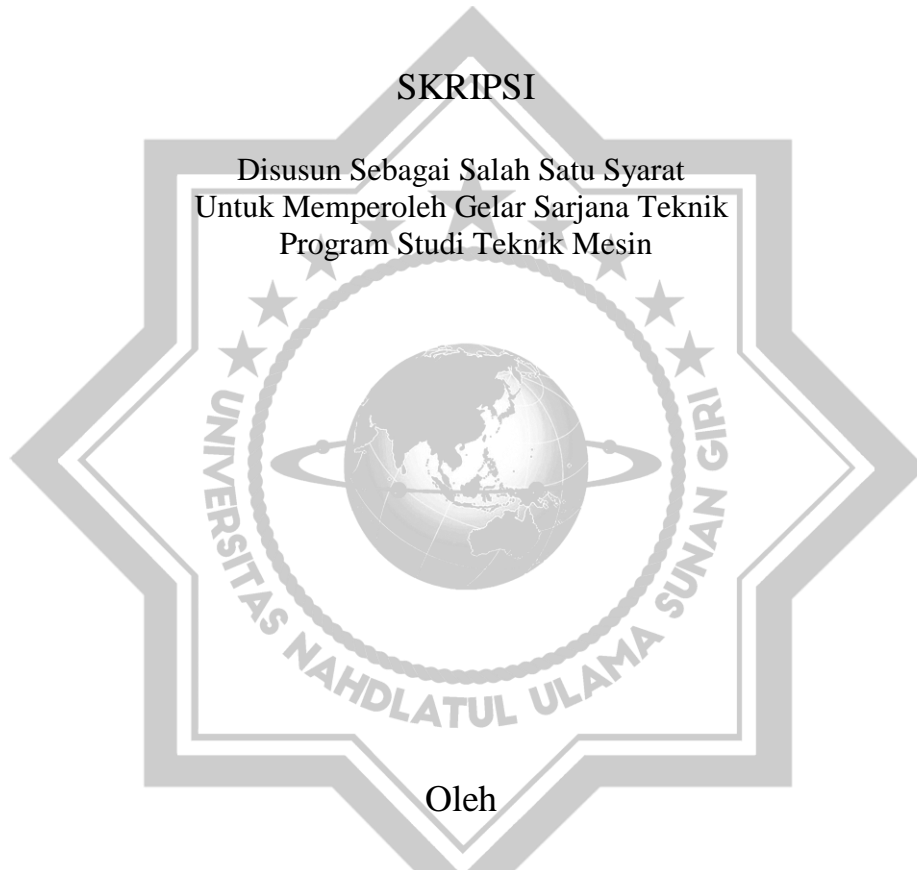 SKRIPSI
Disusun Sebagai Salah Satu Syarat
Untuk Memperoleh Gelar Sarjana Teknik
Program Studi Teknik Mesin
UNIVERSITAS NAHDLATUL ULAMA SUNAN GIRI
Oleh